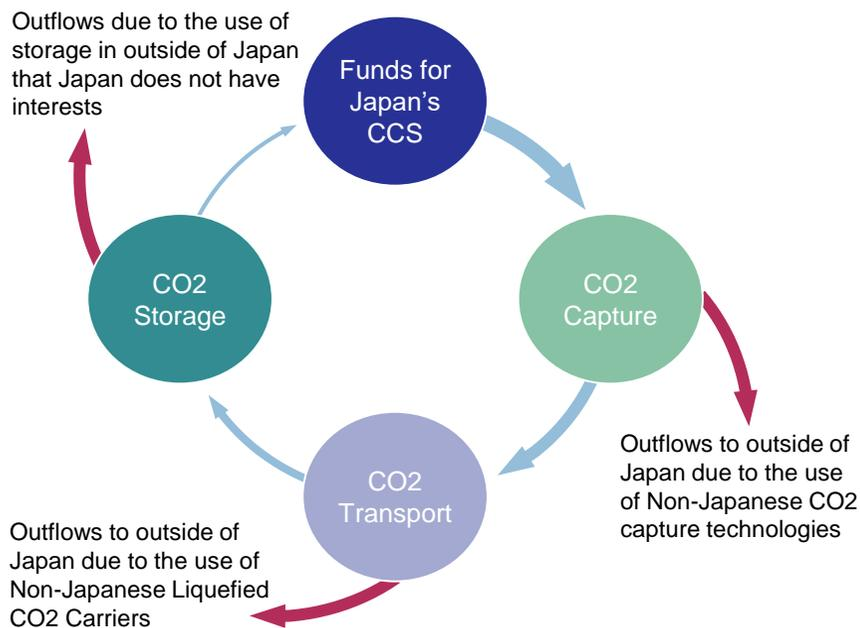 Outflows due to the use of
storage in outside of Japan
that Japan does not have
interests
Funds for
Japan's
CCS
CO2
Storage
CO2
Capture
Outflows to outside of
Japan due to the use
of Non-Japanese CO2
capture technologies
CO2
Transport
Outflows to outside of
Japan due to the use of
Non-Japanese Liquefied
CO2 Carriers